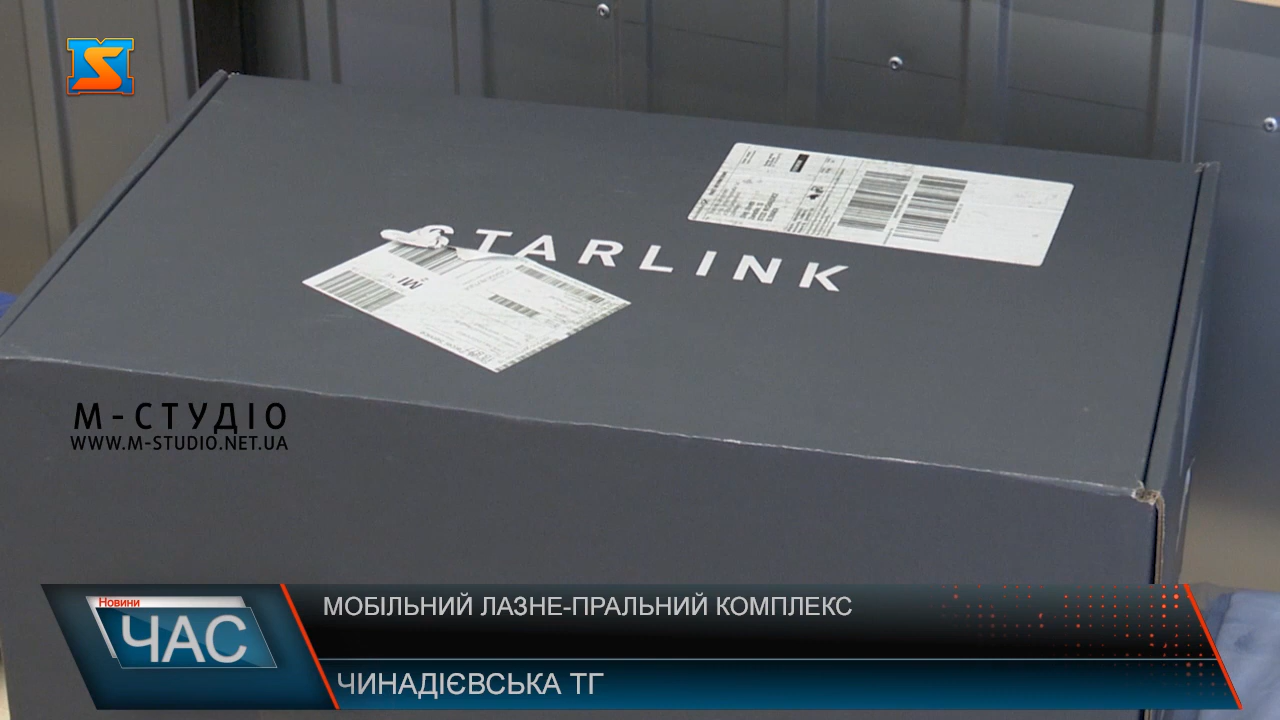 STARLINK
М-СТУДІО
WWW.M-STUDIO.NET.UA
Новини
ЧАС
МОБІЛЬНИЙ ЛАЗНЕ-ПРАЛЬНИЙ КОМПЛЕКС
ЧИНАДІЄВСЬКА ТГ